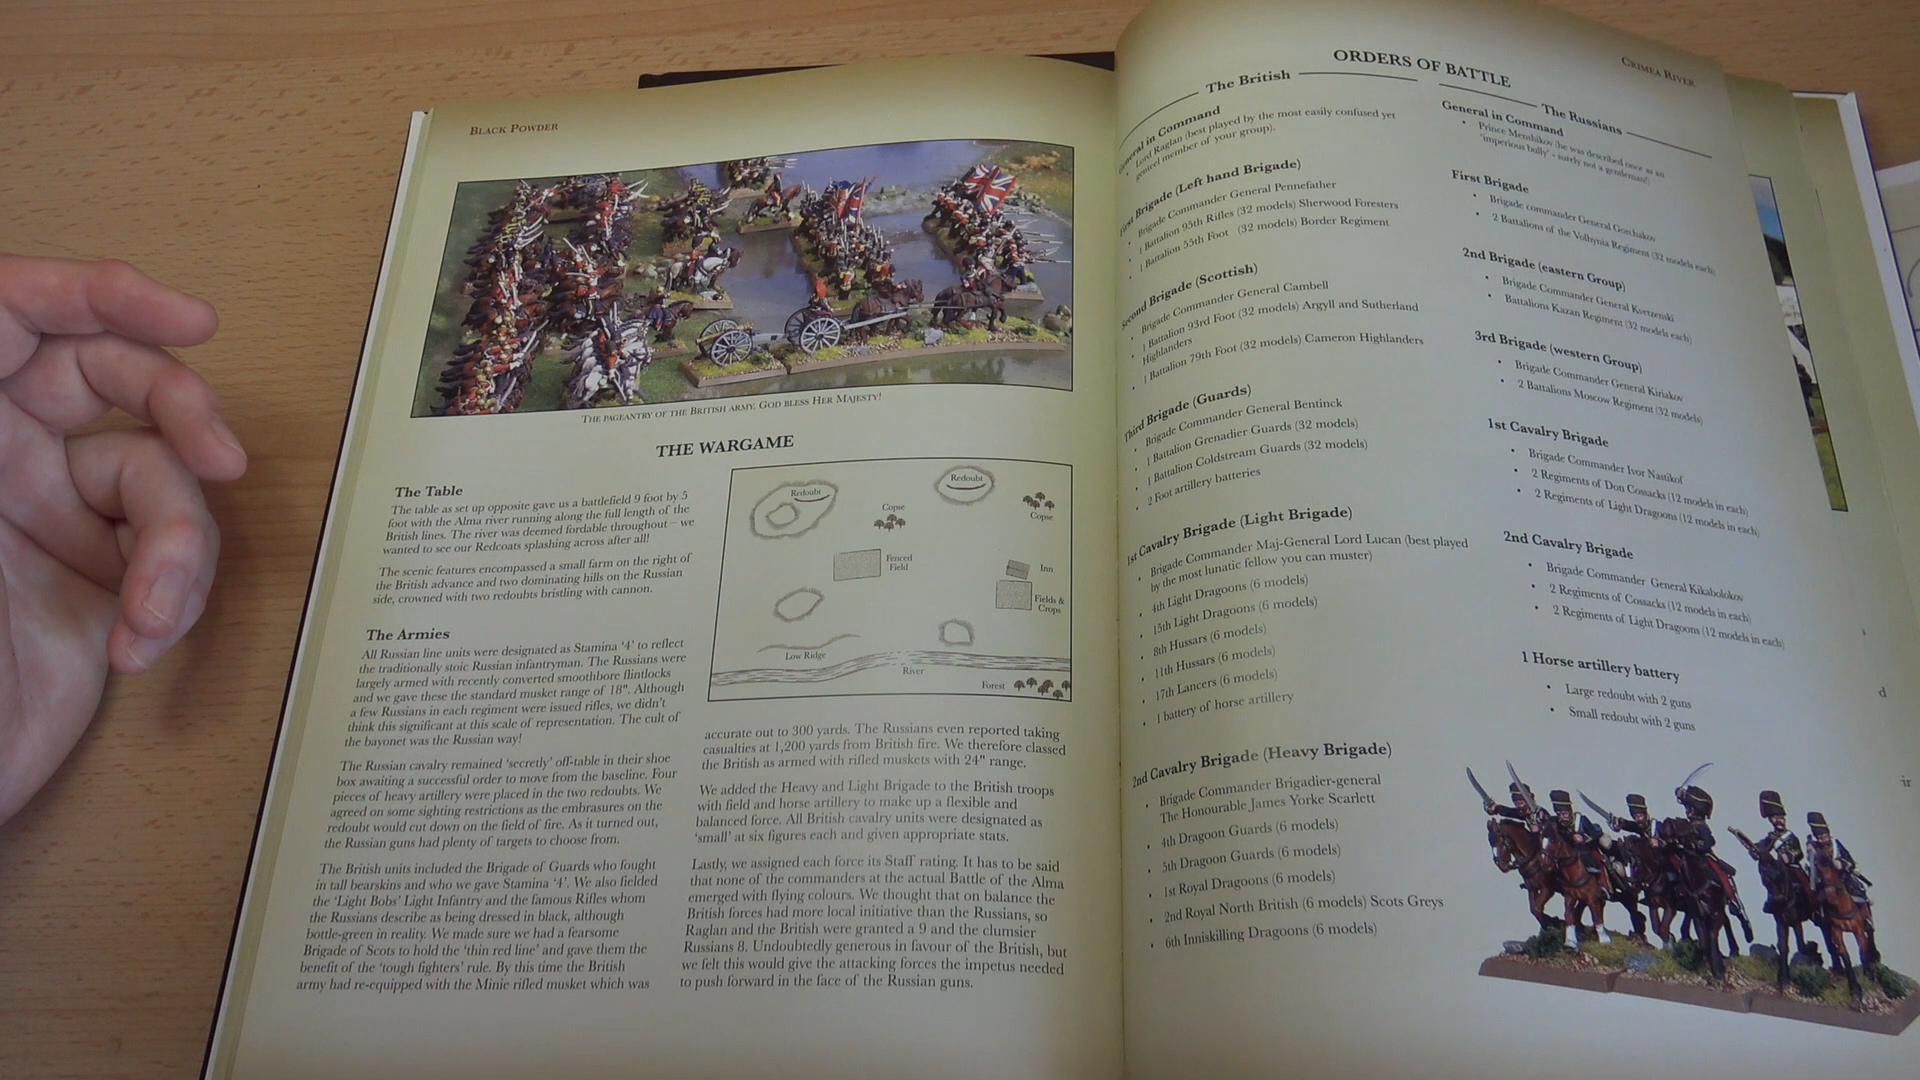 BLACK POWDER
THE PAGEANTRY OF THE BRITISH ARMY. GOD BLESS HER MAJESTY!
THE WARGAME
The Table
The table as set up opposite gave us a battlefield 9 foot by 5
foot with the Alma river running along the full length of the
British lines. The river was deemed fordable throughout – we
wanted to see our Redcoats splashing across after all!
The scenic features encompassed a small farm on the right of
the British advance and two dominating hills on the Russian
side, crowned with two redoubts bristling with cannon.
The Armies
All Russian line units were designated as Stamina ‘4’ to reflect
the traditionally stoic Russian infantryman. The Russians were
largely armed with recently converted smoothbore flintlocks
and we gave these the standard musket range of 18". Although
a few Russians in each regiment were issued rifles, we didn’t
think this significant at this scale of representation. The cult of
the bayonet was the Russian way!
The Russian cavalry remained ‘secretly’ off-table in their shoe
box awaiting a successful order to move from the baseline. Four
pieces of heavy artillery were placed in the two redoubts. We
agreed on some sighting restrictions as the embrasures on the
redoubt would cut down on the field of fire. As it turned out,
the Russian guns had plenty of targets to choose from.
The British units included the Brigade of Guards who fought
in tall bearskins and who we gave Stamina ‘4’. We also fielded
the ‘Light Bobs’ Light Infantry and the famous Rifles whom
the Russians describe as being dressed in black, although
bottle-green in reality. We made sure we had a fearsome
Brigade of Scots to hold the ‘thin red line’ and gave them the
benefit of the ‘tough fighters’ rule. By this time the British
army had re-equipped with the Minie rifled musket which was
Redoubt
Redoubt
Copse
Copse
Fenced
Field
Inn
Fields &
Crops
Low Ridge
River
Forest
accurate out to 300 yards. The Russians even reported taking
casualties at 1,200 yards from British fire. We therefore classed
the British as armed with rifled muskets with 24" range.
We added the Heavy and Light Brigade to the British troops
with field and horse artillery to make up a flexible and
balanced force. All British cavalry units were designated as
‘small’ at six figures each and given appropriate stats.
Lastly, we assigned each force its Staff rating. It has to be said
that none of the commanders at the actual Battle of the Alma
emerged with flying colours. We thought that on balance the
British forces had more local initiative than the Russians, so
Raglan and the British were granted a 9 and the clumsier
Russians 8. Undoubtedly generous in favour of the British, but
we felt this would give the attacking forces the impetus needed
to push forward in the face of the Russian guns.
CRIMEA RIVER
ORDERS OF BATTLE
The British
General in Command
Lord Raglan (best played by the most easily confused yet
genteel member of your group).
First Brigade (Left hand Brigade)
• Brigade Commander General Pennefather
• 1 Battalion 95th Rifles (32 models) Sherwood Foresters
• 1 Battalion 55th Foot (32 models) Border Regiment
Second Brigade (Scottish)
• Brigade Commander General Cambell
• 1 Battalion 93rd Foot (32 models) Argyll and Sutherland
Highlanders
• 1 Battalion 79th Foot (32 models) Cameron Highlanders
Third Brigade (Guards)
• Brigade Commander General Bentinck
• 1 Battalion Grenadier Guards (32 models)
• 1 Battalion Coldstream Guards (32 models)
• 2 Foot artillery batteries
1st Cavalry Brigade (Light Brigade)
• Brigade Commander Maj-General Lord Lucan (best played
by the most lunatic fellow you can muster)
• 4th Light Dragoons (6 models)
• 15th Light Dragoons (6 models)
• 8th Hussars (6 models)
• 11th Hussars (6 models)
• 17th Lancers (6 models)
• 1 battery of horse artillery
2nd Cavalry Brigade (Heavy Brigade)
• Brigade Commander Brigadier-general
The Honourable James Yorke Scarlett
• 4th Dragoon Guards (6 models)
• 5th Dragoon Guards (6 models)
• 1st Royal Dragoons (6 models)
• 2nd Royal North British (6 models) Scots Greys
• 6th Inniskilling Dragoons (6 models)
The Russians
General in Command
• Prince Menshikov (he was described once as an
‘imperious bully’ - surely not a gentleman!)
First Brigade
• Brigade commander General Gorchakov
• 2 Battalions of the Volhynia Regiment (32 models each)
2nd Brigade (eastern Group)
• Brigade Commander General Kvetzenski
• Battalions Kazan Regiment (32 models each)
3rd Brigade (western Group)
• Brigade Commander General Kiriakov
• 2 Battalions Moscow Regiment (32 models)
1st Cavalry Brigade
• Brigade Commander Ivor Nastikof
• 2 Regiments of Don Cossacks (12 models in each)
• 2 Regiments of Light Dragoons (12 models in each)
2nd Cavalry Brigade
• Brigade Commander General Kikabolokov
• 2 Regiments of Cossacks (12 models in each)
• 2 Regiments of Light Dragoons (12 models in each)
1 Horse artillery battery
• Large redoubt with 2 guns
• Small redoubt with 2 guns